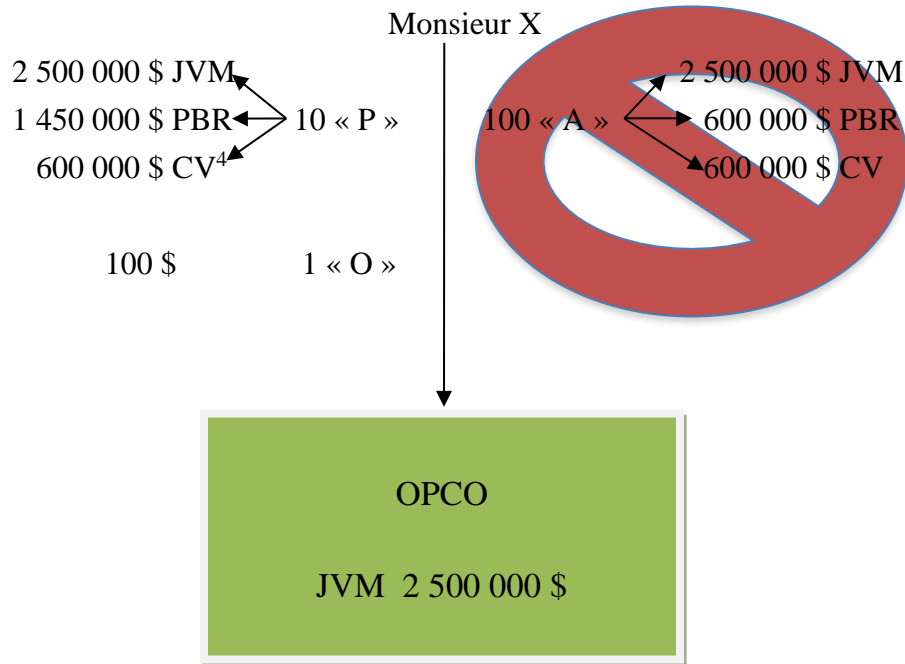 Monsieur X
2 500 000 $ JVM
1 450 000 $ PBR
600 000 $ CV⁴
10 « P »
100 « A »
2 500 000 $ JVM
600 000 $ PBR
600 000 $ CV
100 $
1 « O »
OPCO
JVM 2 500 000 $